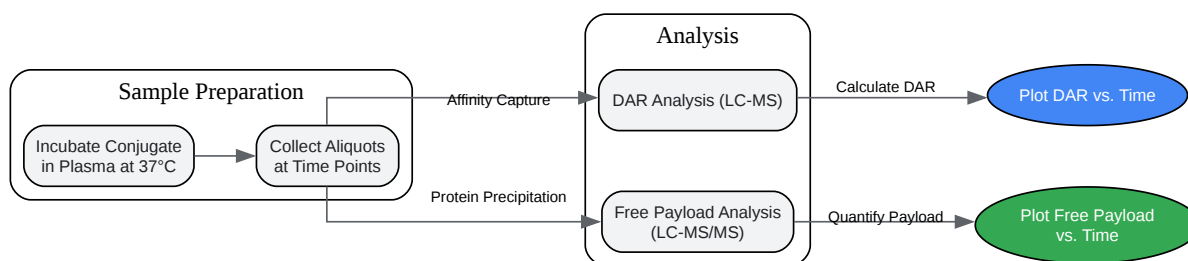 Sample Preparation
Incubate Conjugate
in Plasma at 37°C
Collect Aliquots
at Time Points
Affinity Capture
Protein Precipitation
Analysis
DAR Analysis (LC-MS)
Free Payload Analysis
(LC-MS/MS)
Calculate DAR
Quantify Payload
Plot DAR vs. Time
Plot Free Payload
vs. Time